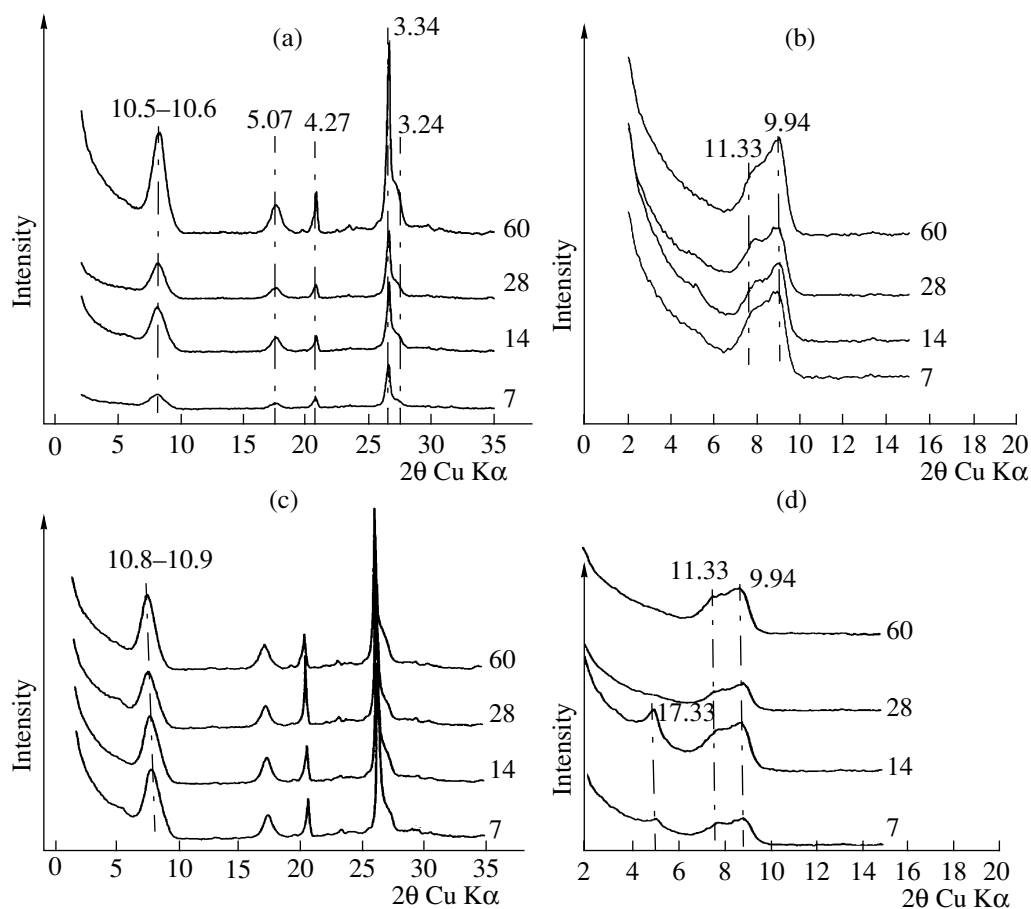 (a)
3.34
10.5–10.6
5.07
4.27
3.24
60
28
14
7
Intensity
0 5 10 15 20 25 30 35
2θ Cu Kα
(b)
9.94
11.33
60
28
14
7
Intensity
0 2 4 6 8 10 12 14 16 18 20
2θ Cu Kα
(c)
10.8–10.9
60
28
14
7
Intensity
0 5 10 15 20 25 30 35
2θ Cu Kα
(d)
11.33
9.94
60
28
17.33
14
7
Intensity
2 4 6 8 10 12 14 16 20
2θ Cu Kα